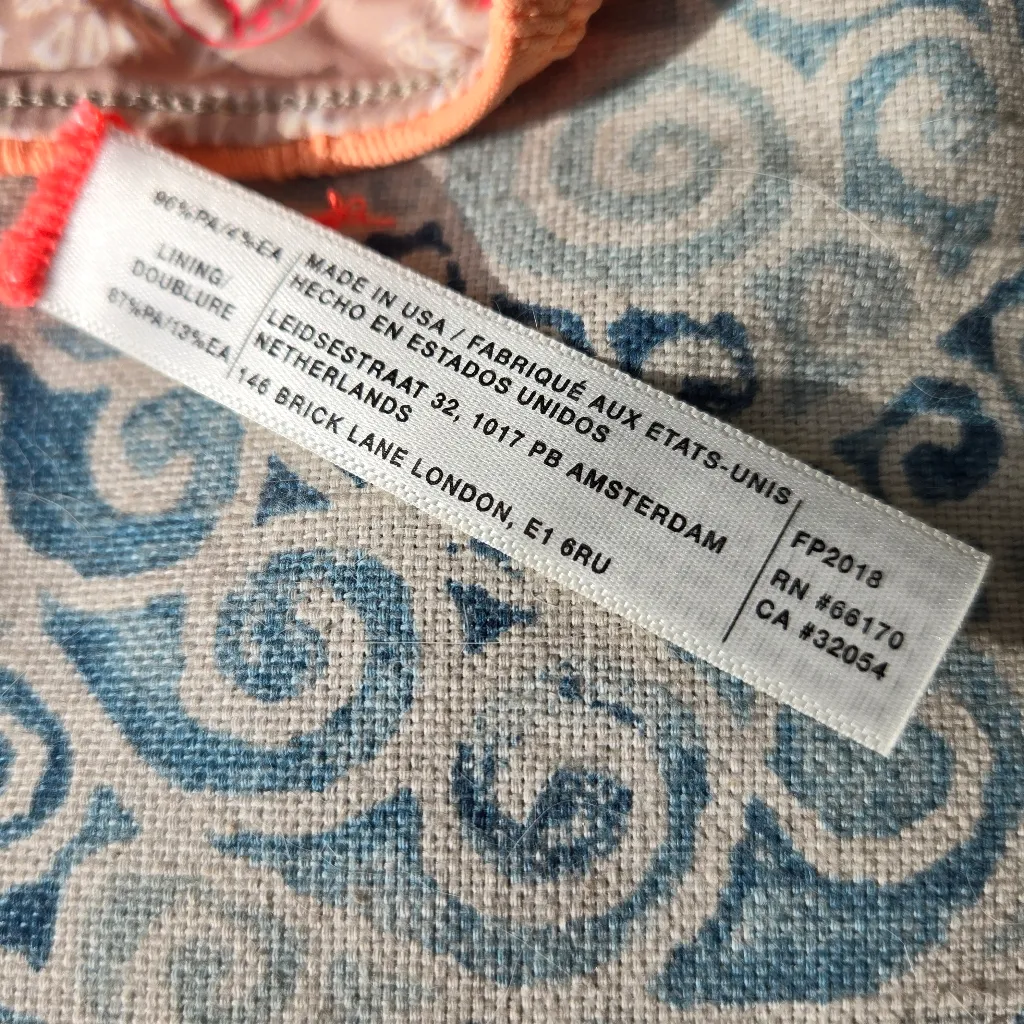 96%PA/4%EA
LINING/
DOUBLURE
87%PA/13%EA
MADE IN USA / FABRIQUÉ AUX ETATS-UNIS
HECHO EN ESTADOS UNIDOS
LEIDSESTRAAT 32, 1017 PB AMSTERDAM
NETHERLANDS
146 BRICK LANE LONDON, E1 6RU
FP2018
RN #66170
CA #32054